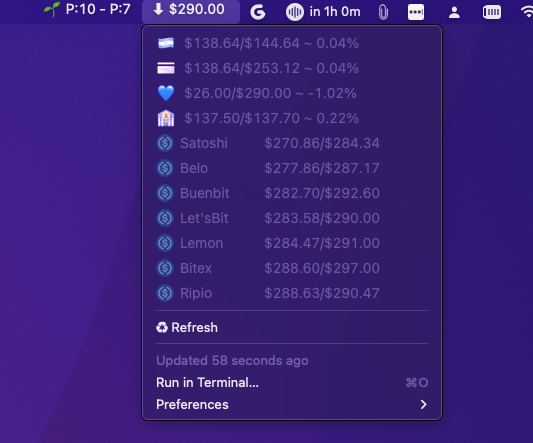 P:10 - P:7 $290.00 in 1h 0m
$138.64/$144.64 ~ 0.04%
$138.64/$253.12 ~ 0.04%
$26.00/$290.00 ~ -1.02%
$137.50/$137.70 ~ 0.22%
Satoshi $270.86/$284.34
Belo $277.86/$287.17
Buenbit $282.70/$292.60
Let'sBit $283.58/$290.00
Lemon $284.47/$291.00
Bitex $288.60/$297.00
Ripio $288.63/$290.47
Refresh
Updated 58 seconds ago
Run in Terminal... ⌘O
Preferences